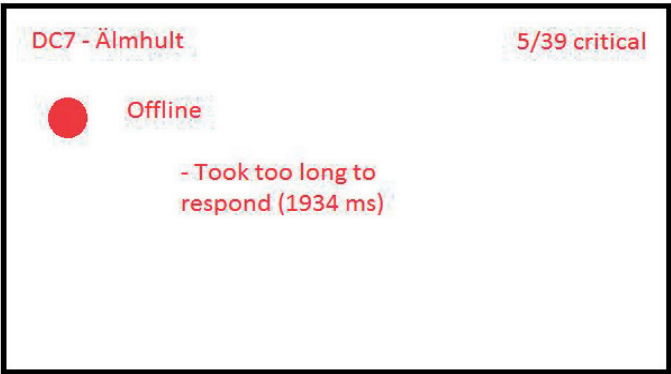 DC7 - Älmhult
5/39 critical
Offline
- Took too long to
respond (1934 ms)